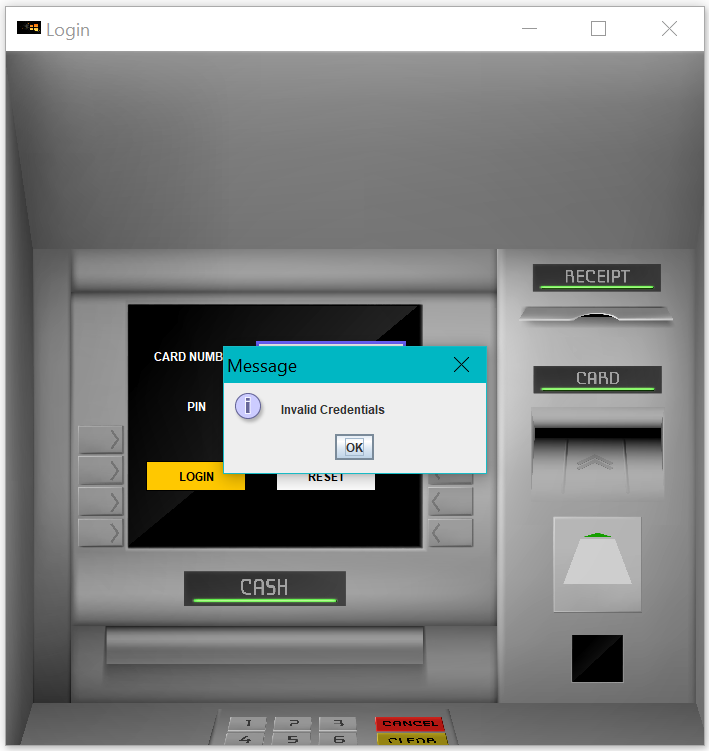 Login
RECEIPT
CARD NUMB
Message
CARD
Invalid Credentials
PIN
OK
LOGIN
RESET
CASH
1 2 3 CANCEL
4 5 6 CLEAR